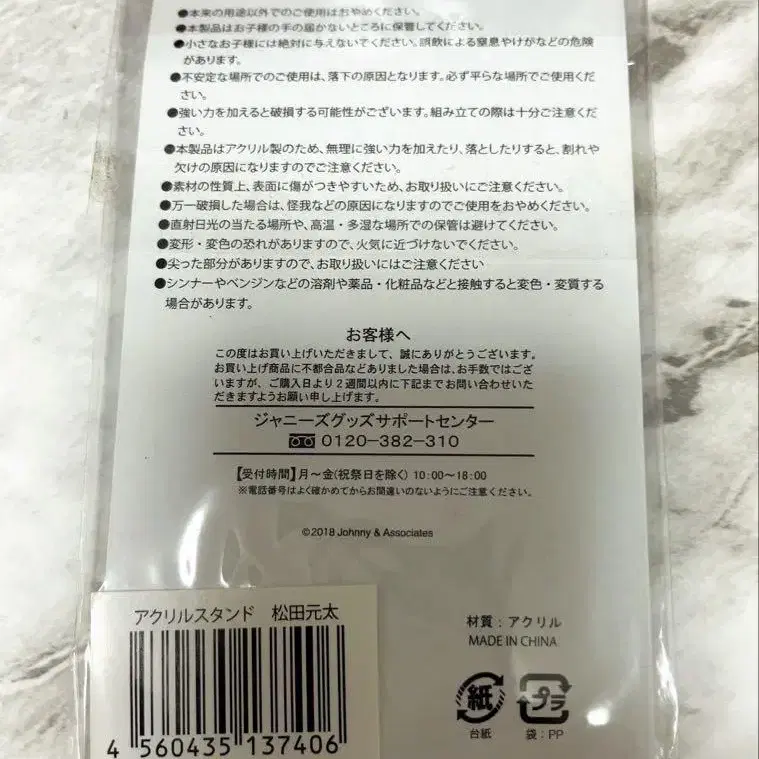 ●本来の用途以外でのご使用はおやめください。
●本製品はお子様の手の届かないところに保管してください。
●小さなお子様には絶対に与えないでください。誤飲による窒息やけがなどの危険
があります。
●不安定な場所でのご使用は、落下の原因となります。必ず平らな場所でご使用くだ
さい。
●強い力を加えると破損する可能性がございます。組み立ての際は十分ご注意くだ
さい。
●本製品はアクリル製のため、無理に強い力を加えたり、落としたりすると、割れや
欠けの原因になりますのでご注意ください。
●素材の性質上、表面に傷がつきやすいため、お取り扱いにご注意ください。
●万一破損した場合は、怪我などの原因になりますのでご使用をおやめください。
●直射日光の当たる場所や、高温・多湿な場所での保管は避けてください。
●変形・変色の恐れがありますので、火気に近づけないでください。
●尖った部分がありますので、お取り扱いにはご注意ください
●シンナーやベンジンなどの溶剤や薬品・化粧品などと接触すると変色・変質する
場合があります。
お客様へ
この度はお買い上げいただきまして、誠にありがとうございます。
お買い上げ商品に不都合品などありました場合は、お手数ではござ
いますが、ご購入日より2週間以内に下記までお問い合わせいた
だきますようお願い申し上げます。
ジャニーズグッズサポートセンター
0120-382-310
【受付時間】月~金(祝祭日を除く) 10:00~18:00
※電話番号はよく確かめてからお間違いのないようにご注意ください。
©2018 Johnny & Associates
アクリルスタンド 松田元太
4 560435 137406
材質:アクリル
MADE IN CHINA
紙
台紙
プラ
袋:PP